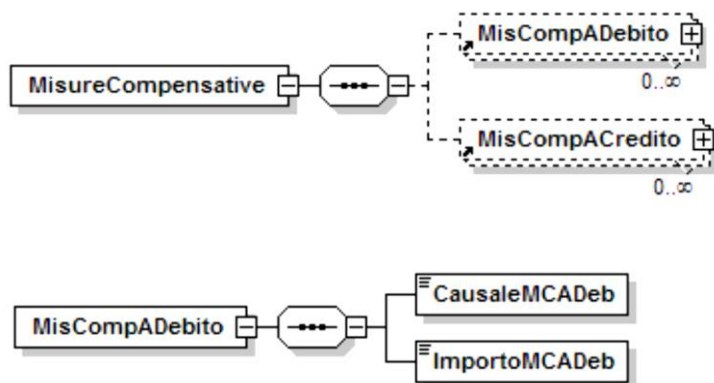 MisCompADebito
0..∞
MisureCompensative
MisCompACredito
0..∞
MisCompADebito
CausaleMCADeb
ImportoMCADeb